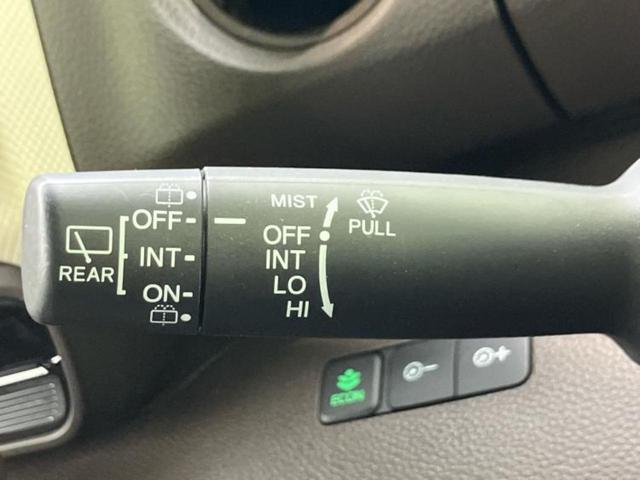 REAR
OFF
INT
ON
MIST
OFF
INT
LO
HI
PULL
ECON